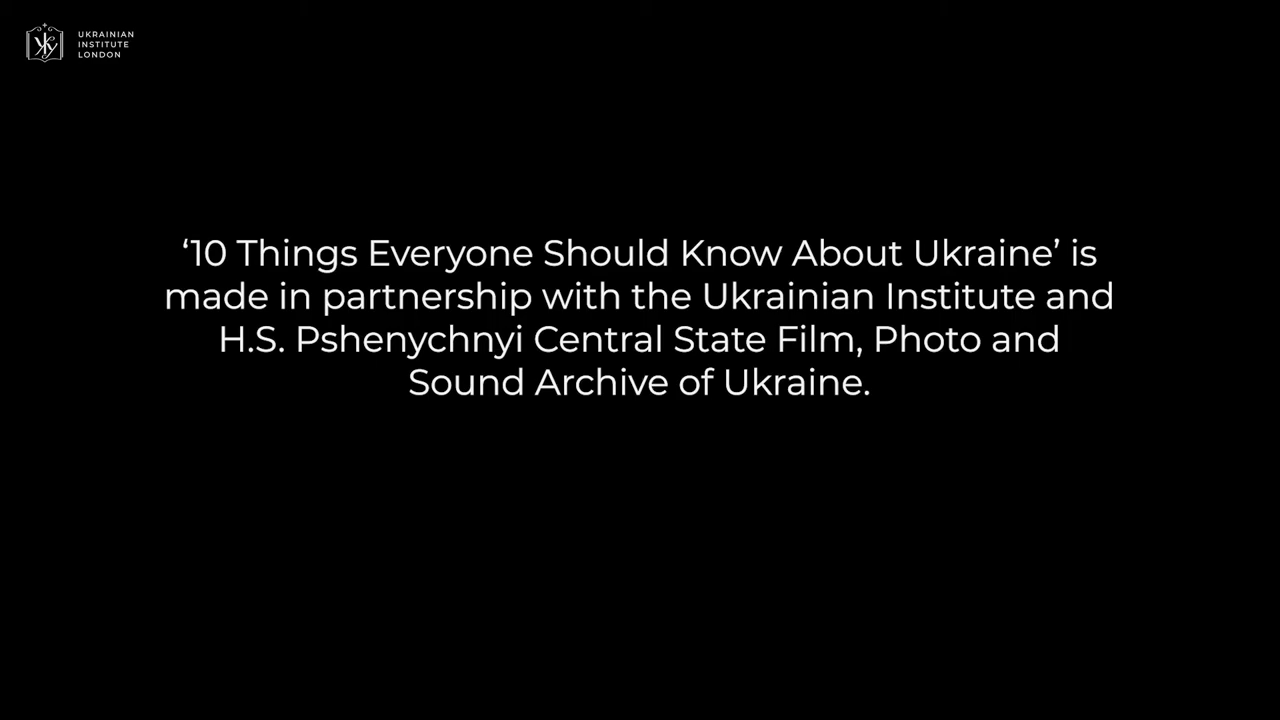 UKRAINIAN
INSTITUTE
LONDON
‘10 Things Everyone Should Know About Ukraine’ is
made in partnership with the Ukrainian Institute and
H.S. Pshenychnyi Central State Film, Photo and
Sound Archive of Ukraine.